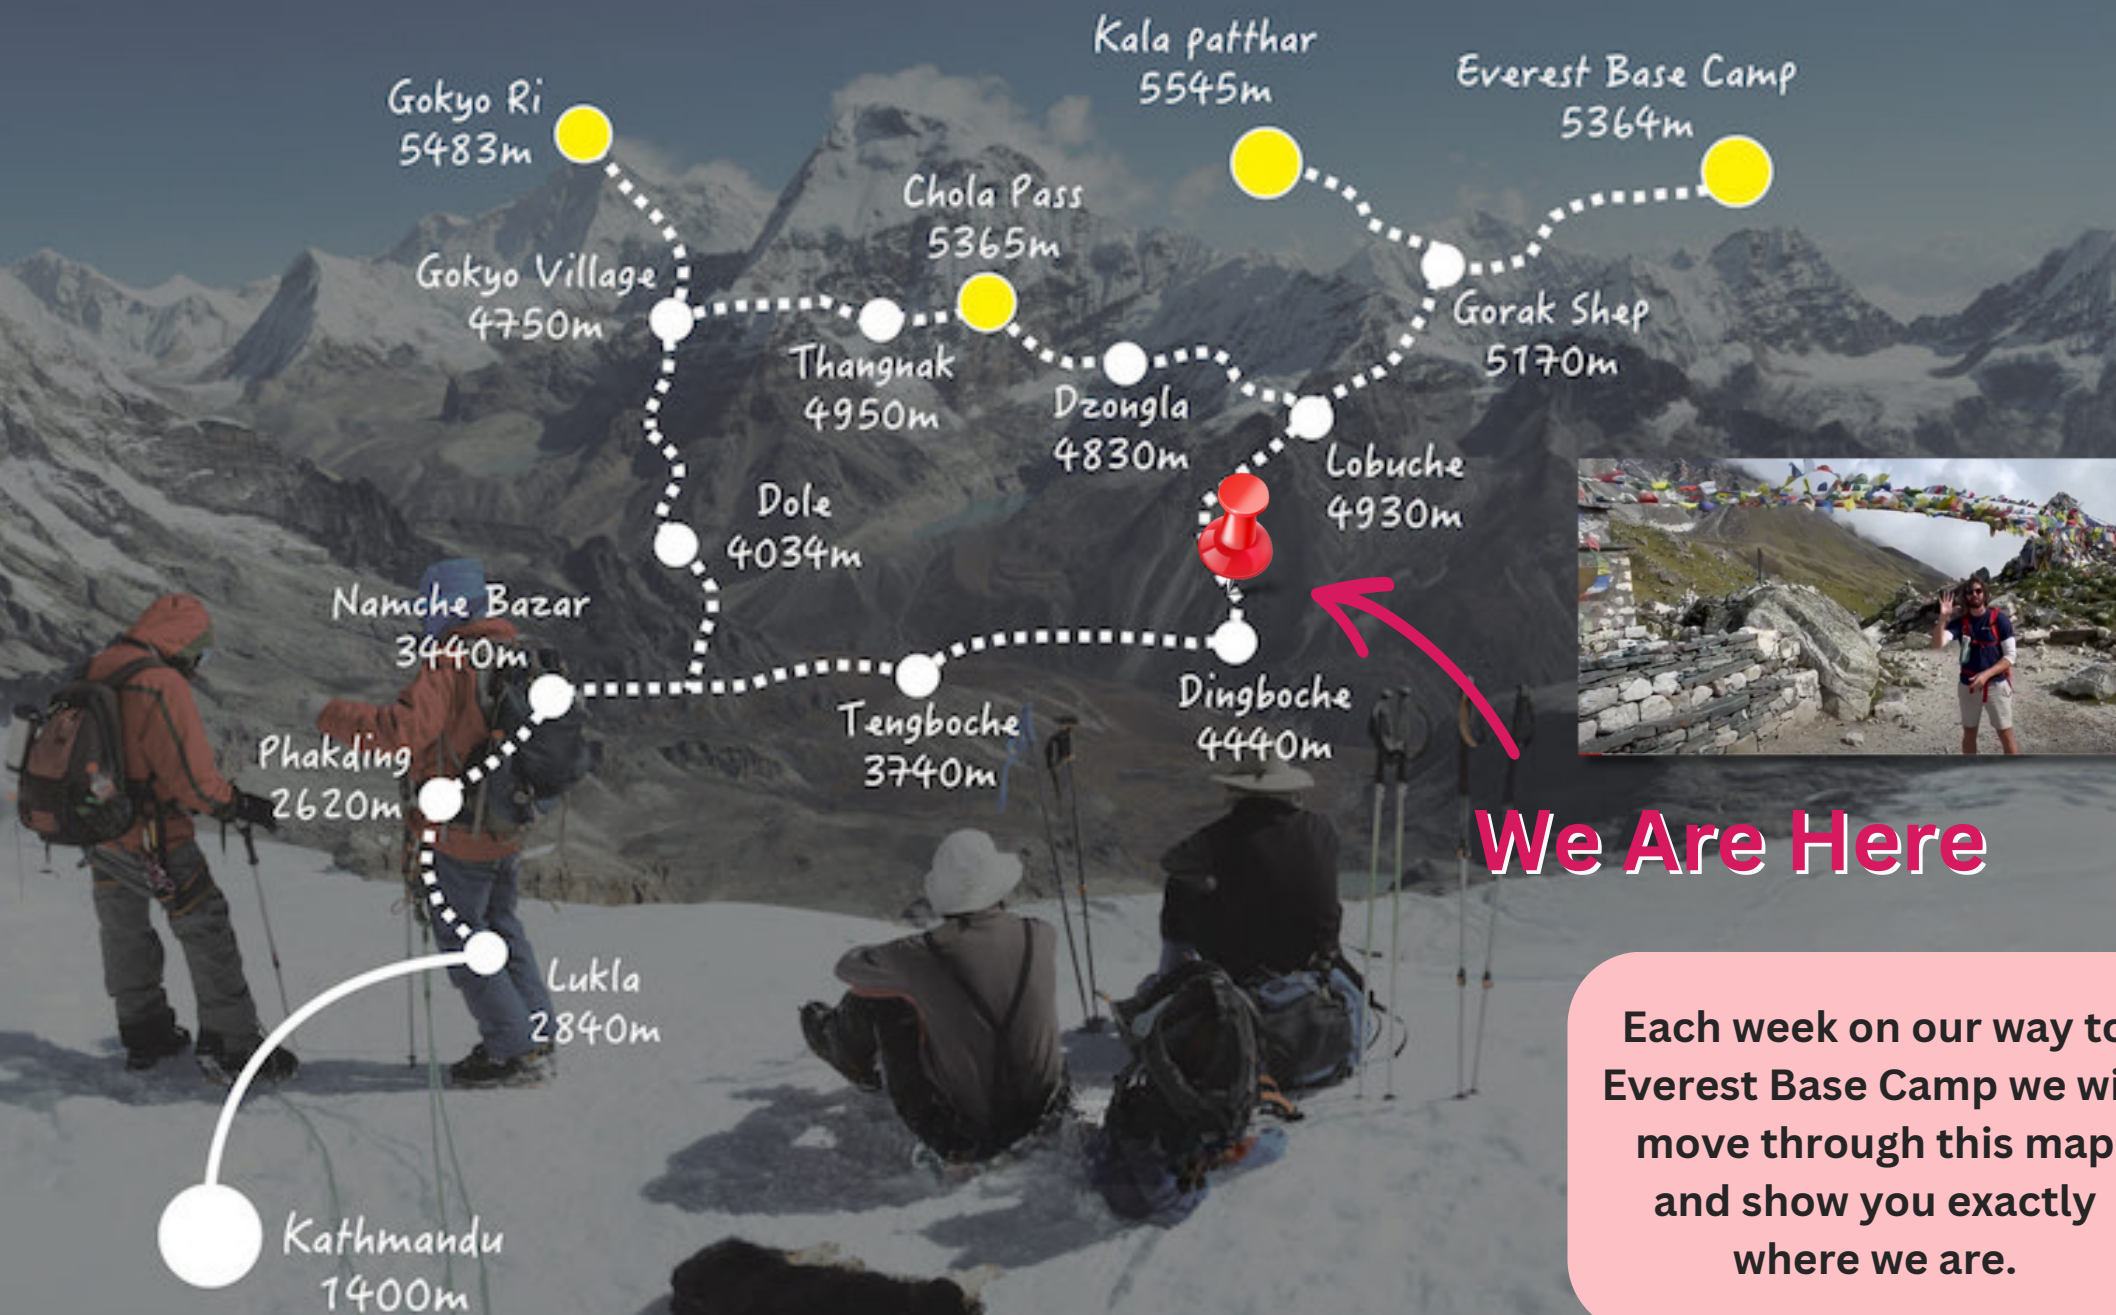 Kala patthar
5545m
Everest Base Camp
5364m
Gokyo Ri
5483m
Chola Pass
5365m
Gokyo Village
4750m
Gorak Shep
5170m
Thangnak
4950m
Dzongla
4830m
Lobuche
4930m
Dole
4034m
Namche Bazar
3440m
Tengboche
3740m
Dingboche
4440m
Phakding
2620m
We Are Here
Lukla
2840m
Each week on our way to
Everest Base Camp we wi
move through this map
and show you exactly
where we are.
Kathmandu
1400m